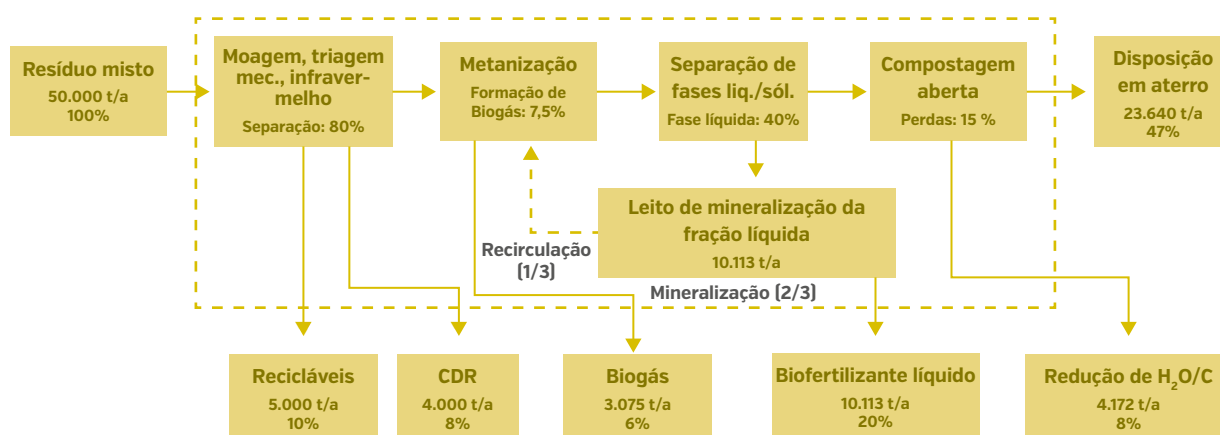 Resíduo misto
50.000 t/a
100%
Moagem, triagem
mec., infraver-
melho
Separação: 80%
Metanização
Formação de
Biogás: 7,5%
Separação de
fases liq./sól.
Fase líquida: 40%
Compostagem
aberta
Perdas: 15 %
Disposição
em aterro
23.640 t/a
47%
Leito de mineralização da
fração líquida
10.113 t/a
Recirculação
(1/3)
Mineralização (2/3)
Recicláveis
5.000 t/a
10%
CDR
4.000 t/a
8%
Biogás
3.075 t/a
6%
Biofertilizante líquido
10.113 t/a
20%
Redução de H₂O/C
4.172 t/a
8%